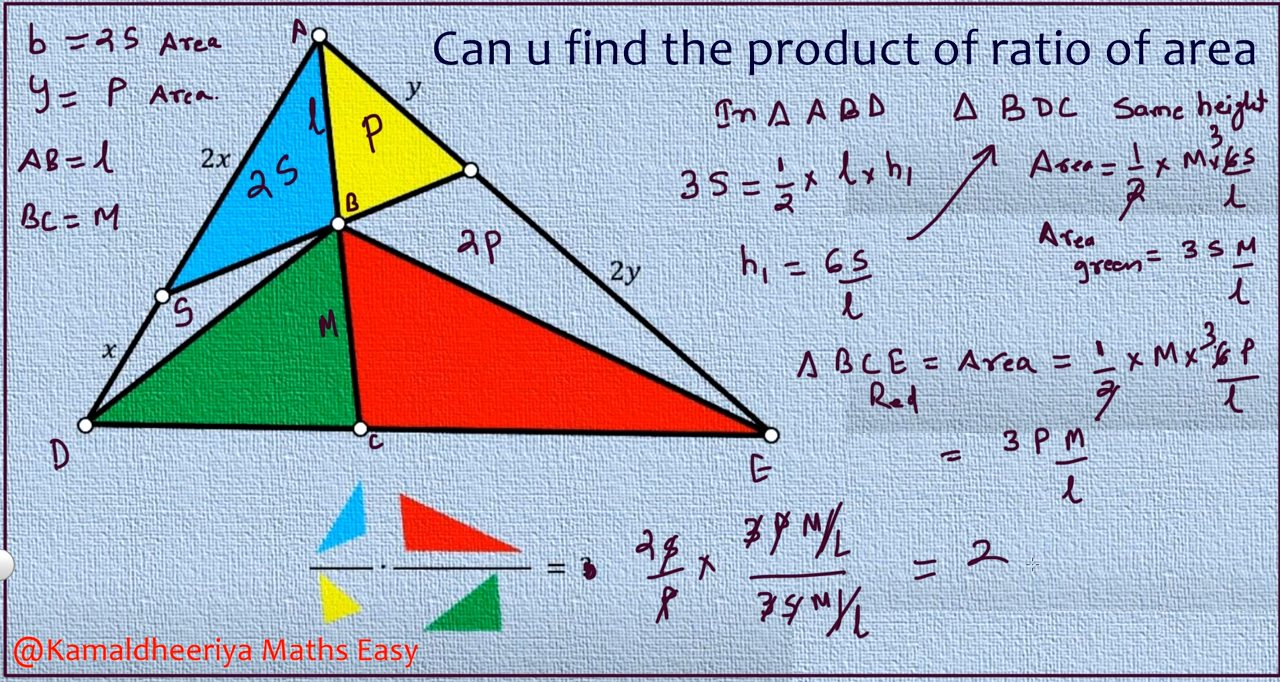 Can u find the product of ratio of area
b = 2S Area
y = P Area.
AB = l
BC = M
A
l
P
y
2x
2S
B
2P
2y
S
M
x
D
C
E
In Δ ABD Δ BDC Same height
3S = 1/2 × l × h₁
Area = 1/2 × M × 6S/l 3
h₁ = 6S/l
Area green = 3S M/l
Δ BCE = Area = 1/2 × M × 6P/l 3
Red
= 3P M/l
= 2S/P × 3P M/L / 3S M/l = 2
@Kamaldheeriya Maths Easy